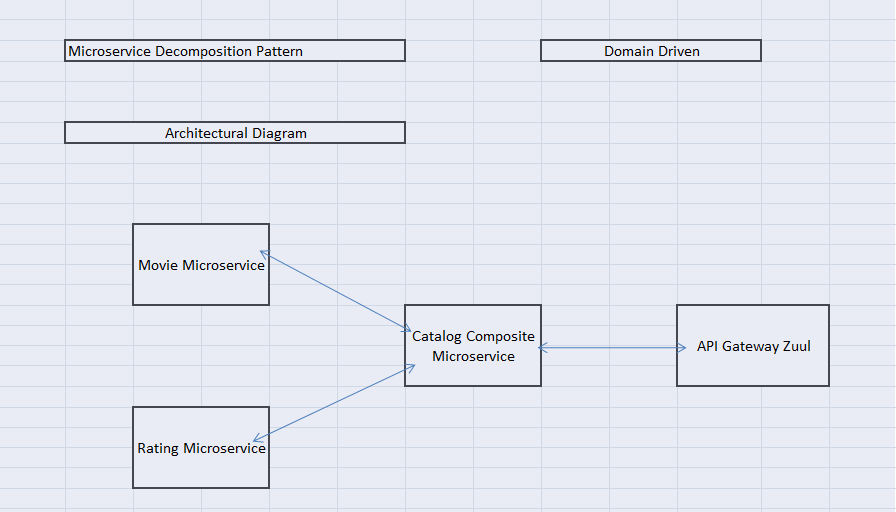 Microservice Decomposition Pattern
Domain Driven
Architectural Diagram
Movie Microservice
Catalog Composite
Microservice
API Gateway Zuul
Rating Microservice